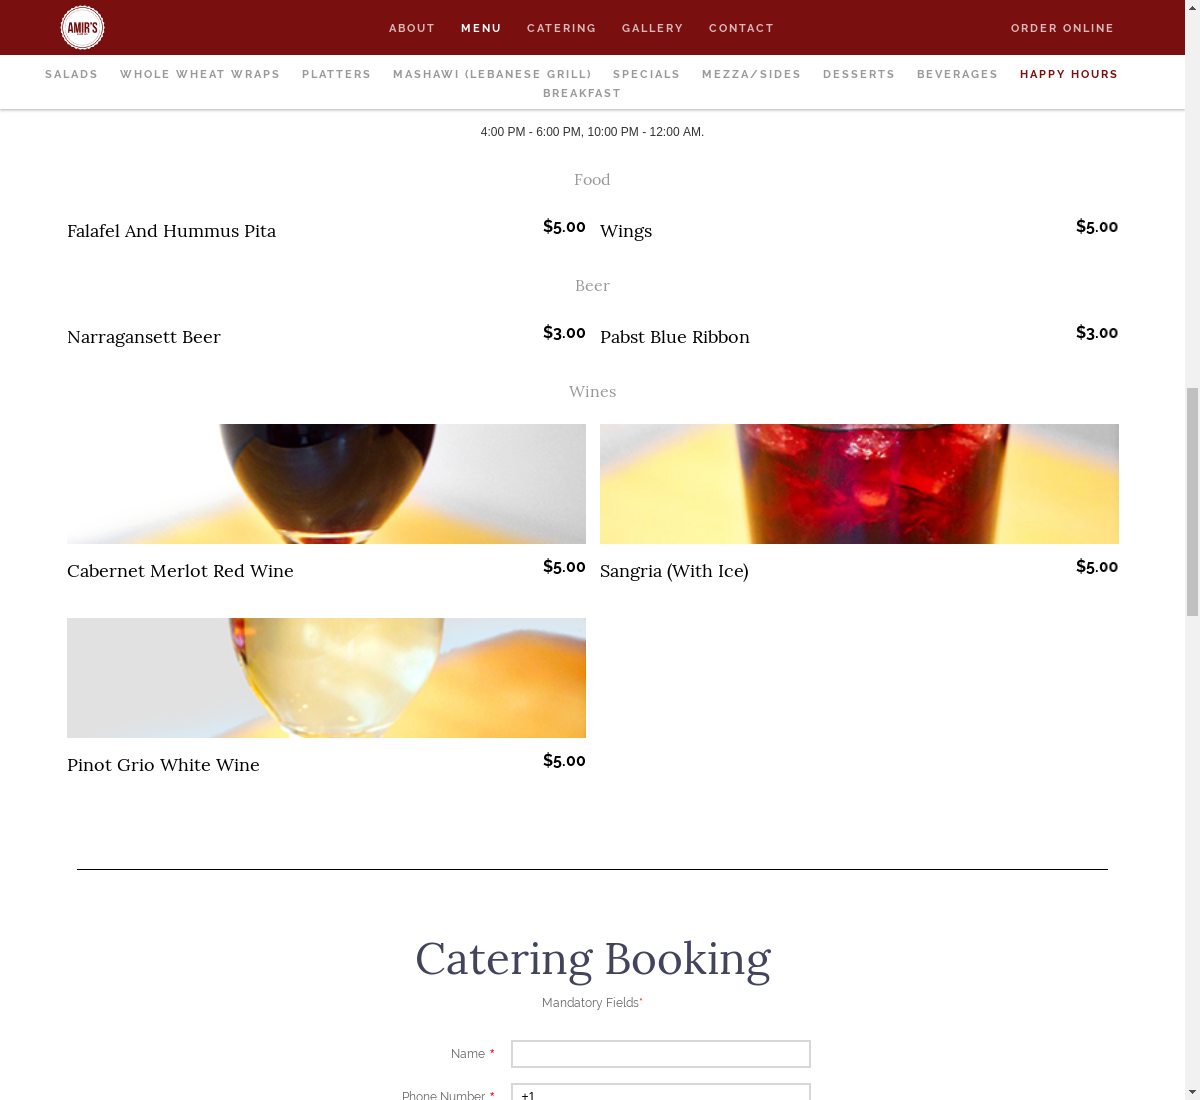 AMIR'S
ABOUT MENU CATERING GALLERY CONTACT ORDER ONLINE
SALADS WHOLE WHEAT WRAPS PLATTERS MASHAWI (LEBANESE GRILL) SPECIALS MEZZA/SIDES DESSERTS BEVERAGES HAPPY HOURS
BREAKFAST
4:00 PM - 6:00 PM, 10:00 PM - 12:00 AM.
Food
Falafel And Hummus Pita $5.00 Wings $5.00
Beer
Narragansett Beer $3.00 Pabst Blue Ribbon $3.00
Wines
Cabernet Merlot Red Wine $5.00 Sangria (With Ice) $5.00
Pinot Grio White Wine $5.00
Catering Booking
Mandatory Fields*
Name *
Phone Number * +1